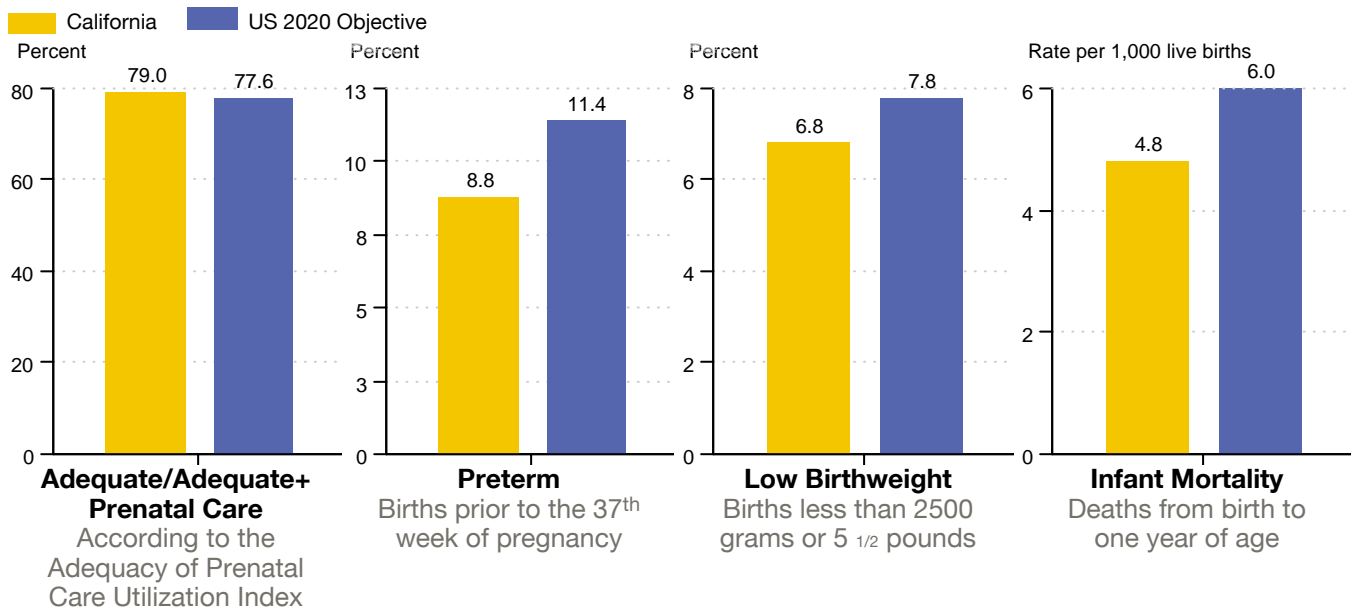 California US 2020 Objective
Percent
79.0
77.6
80
60
40
20
0
Adequate/Adequate+
Prenatal Care
According to the
Adequacy of Prenatal
Care Utilization Index
Percent
8.8
11.4
13
10
8
5
3
0
Preterm
Births prior to the 37th
week of pregnancy
Percent
6.8
7.8
8
6
4
2
0
Low Birthweight
Births less than 2500
grams or 5 1/2 pounds
Rate per 1,000 live births
4.8
6.0
6
4
2
0
Infant Mortality
Deaths from birth to
one year of age